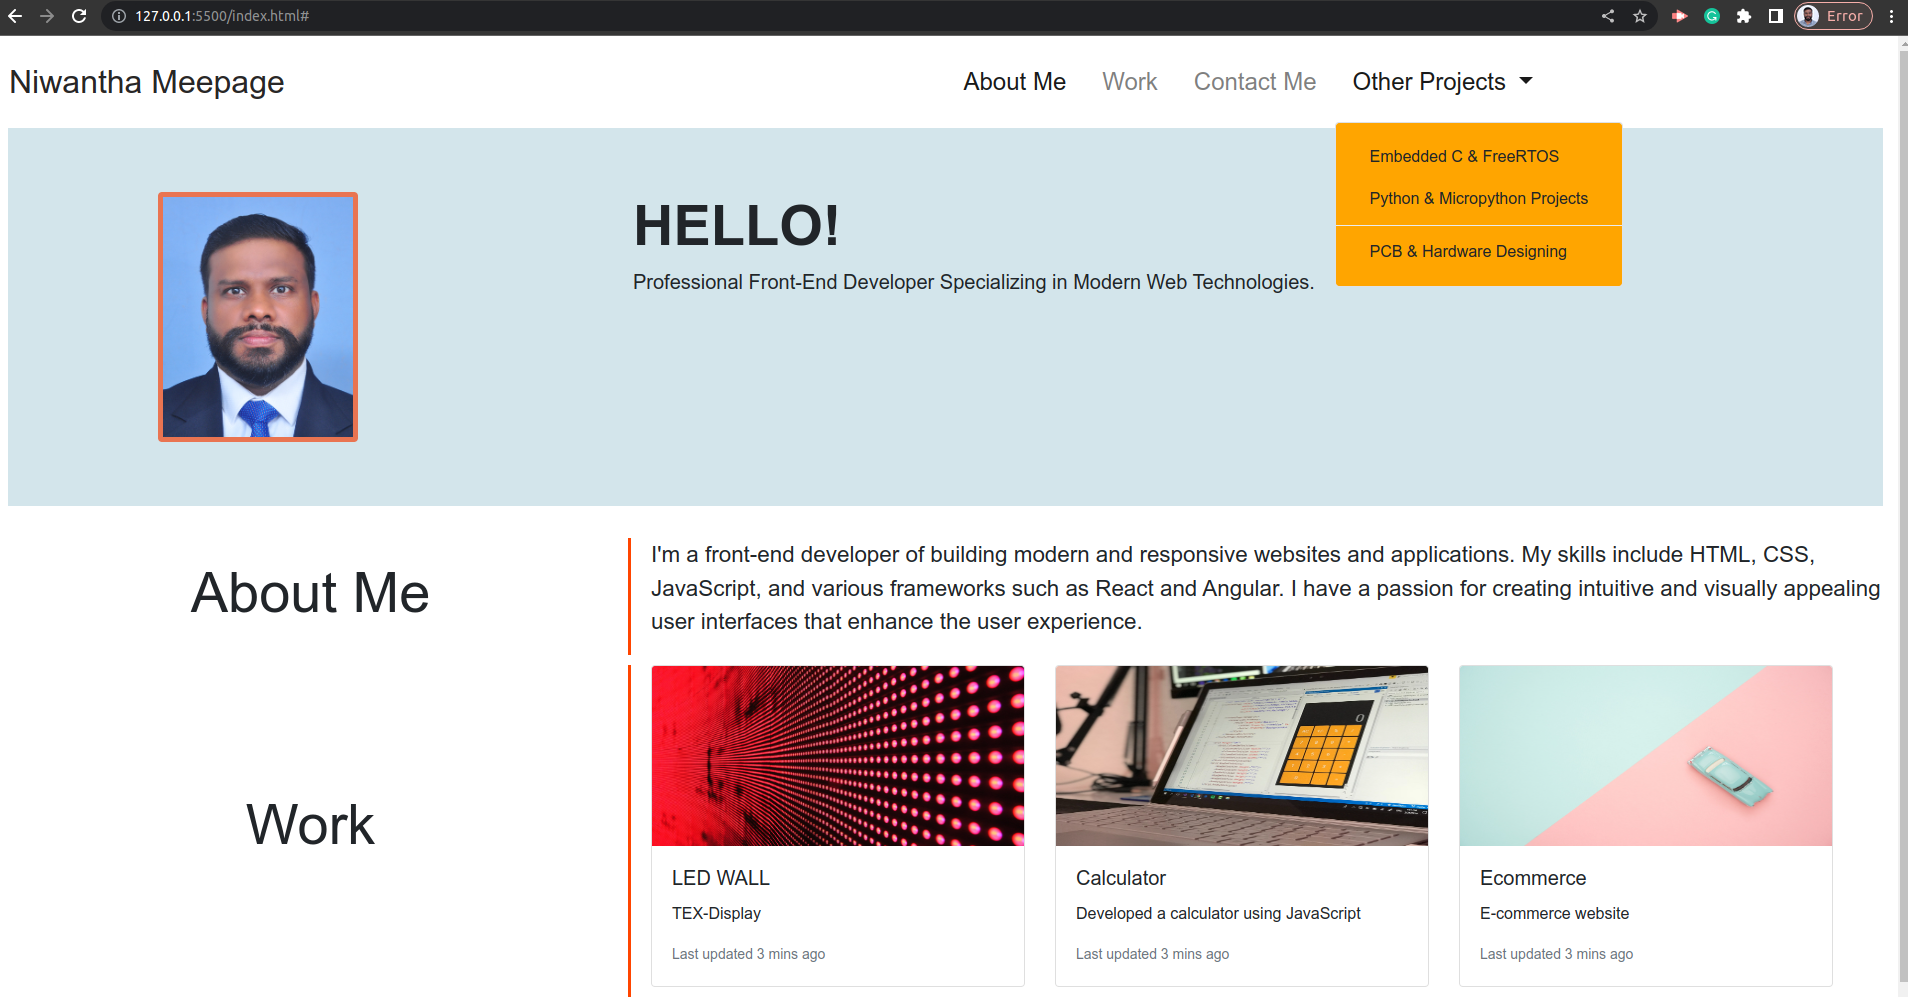 127.0.0.1:5500/index.html#
Error
Niwantha Meepage
About Me
Work
Contact Me
Other Projects
Embedded C & FreeRTOS
Python & Micropython Projects
PCB & Hardware Designing
HELLO!
Professional Front-End Developer Specializing in Modern Web Technologies.
About Me
I'm a front-end developer of building modern and responsive websites and applications. My skills include HTML, CSS,
JavaScript, and various frameworks such as React and Angular. I have a passion for creating intuitive and visually appealing
user interfaces that enhance the user experience.
Work
LED WALL
TEX-Display
Last updated 3 mins ago
0
Calculator
Developed a calculator using JavaScript
Last updated 3 mins ago
Ecommerce
E-commerce website
Last updated 3 mins ago